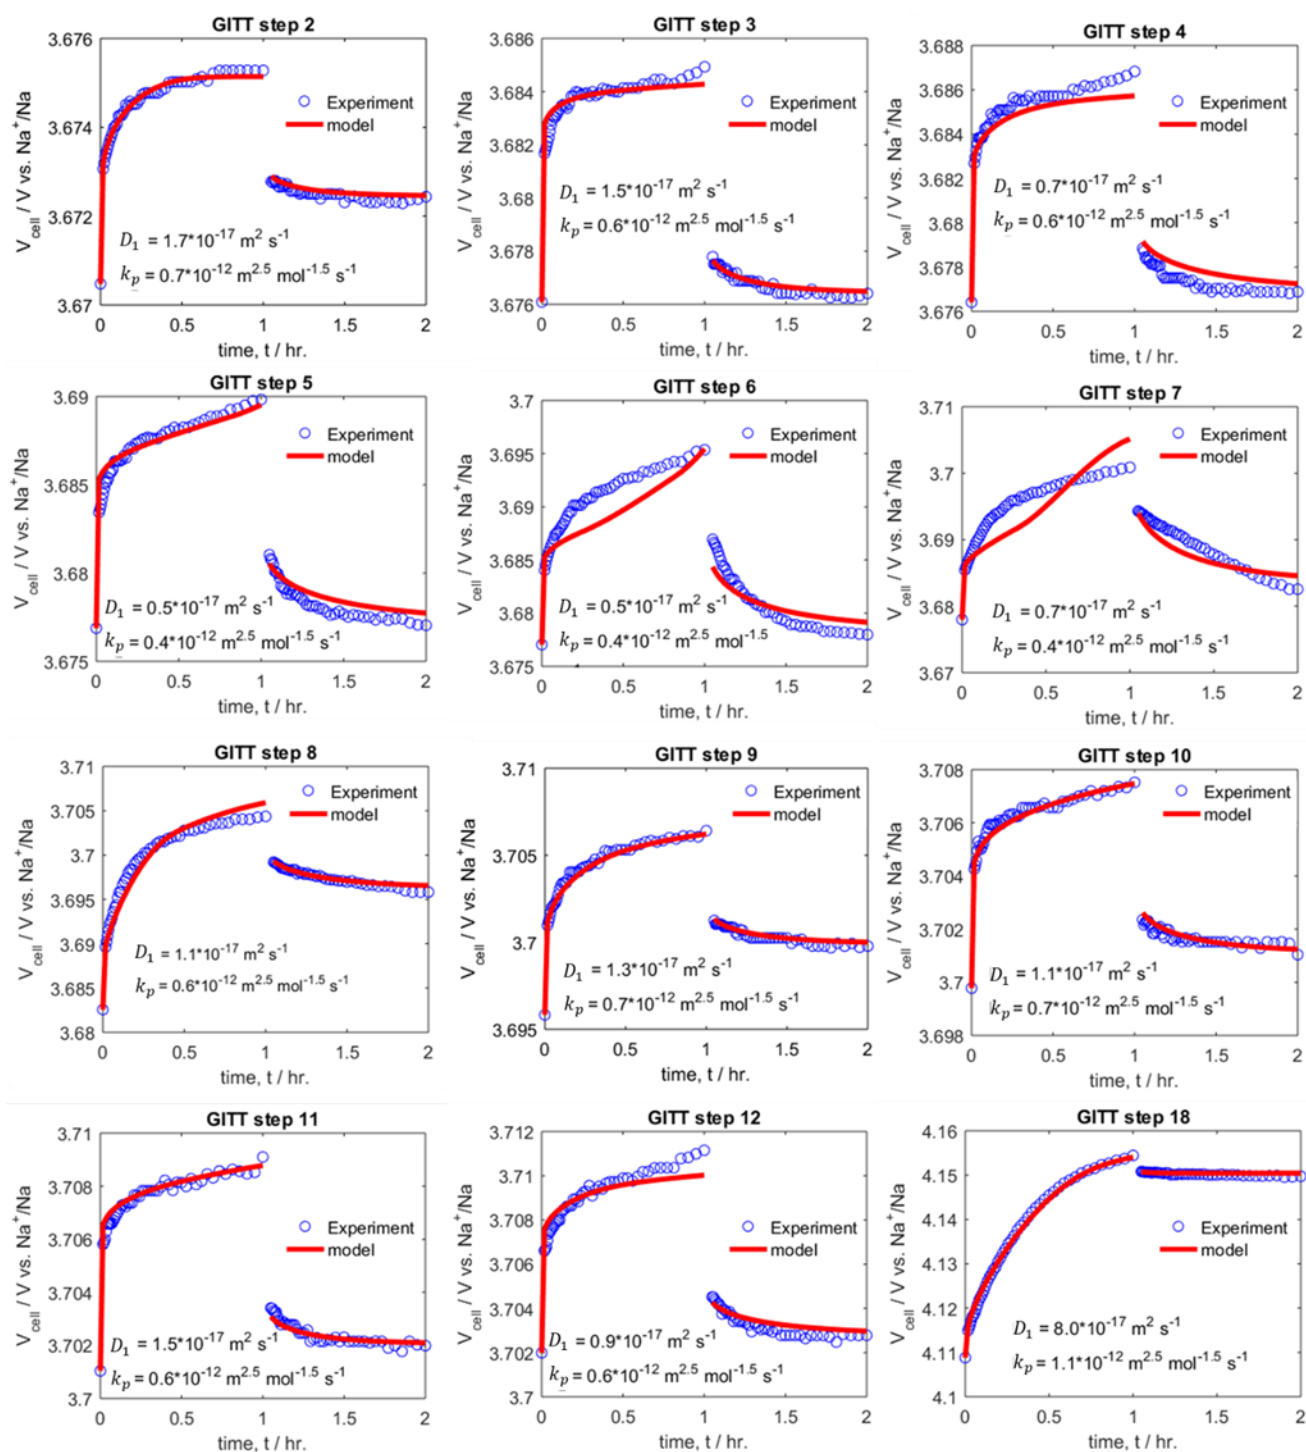 GITT step 2
3.676
3.674
3.672
3.67
V_cell / V vs. Na⁺/Na
Experiment
model
D₁ = 1.7*10⁻¹⁷ m² s⁻¹
k_p = 0.7*10⁻¹² m²·⁵ mol⁻¹·⁵ s⁻¹
0 0.5 1 1.5 2
time, t / hr.
GITT step 3
3.686
3.684
3.682
3.68
3.678
3.676
V_cell / V vs. Na⁺/Na
Experiment
model
D₁ = 1.5*10⁻¹⁷ m² s⁻¹
k_p = 0.6*10⁻¹² m²·⁵ mol⁻¹·⁵ s⁻¹
0 0.5 1 1.5 2
time, t / hr.
GITT step 4
3.688
3.686
3.684
3.682
3.68
3.678
3.676
V_cell / V vs. Na⁺/Na
Experiment
model
D₁ = 0.7*10⁻¹⁷ m² s⁻¹
k_p = 0.6*10⁻¹² m²·⁵ mol⁻¹·⁵ s⁻¹
0 0.5 1 1.5 2
time, t / hr.
GITT step 5
3.69
3.685
3.68
3.675
V_cell / V vs. Na⁺/Na
Experiment
model
D₁ = 0.5*10⁻¹⁷ m² s⁻¹
k_p = 0.4*10⁻¹² m²·⁵ mol⁻¹·⁵ s⁻¹
0 0.5 1 1.5 2
time, t / hr.
GITT step 6
3.7
3.695
3.69
3.685
3.68
3.675
V_cell / V vs. Na⁺/Na
Experiment
model
D₁ = 0.5*10⁻¹⁷ m² s⁻¹
k_p = 0.4*10⁻¹² m²·⁵ mol⁻¹·⁵
0 0.5 1 1.5 2
time, t / hr.
GITT step 7
3.71
3.7
3.69
3.68
3.67
V_cell / V vs. Na⁺/Na
Experiment
model
D₁ = 0.7*10⁻¹⁷ m² s⁻¹
k_p = 0.4*10⁻¹² m²·⁵ mol⁻¹·⁵ s⁻¹
0 0.5 1 1.5 2
time, t / hr.
GITT step 8
3.71
3.705
3.7
3.695
3.69
3.685
3.68
V_cell / V vs. Na⁺/Na
Experiment
model
D₁ = 1.1*10⁻¹⁷ m² s⁻¹
k_p = 0.6*10⁻¹² m²·⁵ mol⁻¹·⁵ s⁻¹
0 0.5 1 1.5 2
time, t / hr.
GITT step 9
3.71
3.705
3.7
3.695
V_cell / V vs. Na⁺/Na
Experiment
model
D₁ = 1.3*10⁻¹⁷ m² s⁻¹
k_p = 0.7*10⁻¹² m²·⁵ mol⁻¹·⁵ s⁻¹
0 0.5 1 1.5 2
time, t / hr.
GITT step 10
3.708
3.706
3.704
3.702
3.7
3.698
V_cell / V vs. Na⁺/Na
Experiment
model
D₁ = 1.1*10⁻¹⁷ m² s⁻¹
k_p = 0.7*10⁻¹² m²·⁵ mol⁻¹·⁵ s⁻¹
0 0.5 1 1.5 2
time, t / hr.
GITT step 11
3.71
3.708
3.706
3.704
3.702
3.7
V_cell / V vs. Na⁺/Na
Experiment
model
D₁ = 1.5*10⁻¹⁷ m² s⁻¹
k_p = 0.6*10⁻¹² m²·⁵ mol⁻¹·⁵ s⁻¹
0 0.5 1 1.5 2
time, t / hr.
GITT step 12
3.712
3.71
3.708
3.706
3.704
3.702
3.7
V_cell / V vs. Na⁺/Na
Experiment
model
D₁ = 0.9*10⁻¹⁷ m² s⁻¹
k_p = 0.6*10⁻¹² m²·⁵ mol⁻¹·⁵ s⁻¹
0 0.5 1 1.5 2
time, t / hr.
GITT step 18
4.16
4.15
4.14
4.13
4.12
4.11
4.1
V_cell / V vs. Na⁺/Na
Experiment
model
D₁ = 8.0*10⁻¹⁷ m² s⁻¹
k_p = 1.1*10⁻¹² m²·⁵ mol⁻¹·⁵ s⁻¹
0 0.5 1 1.5 2
time, t / hr.